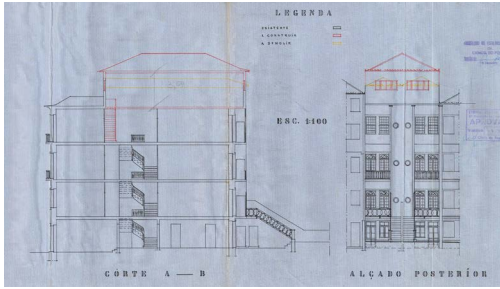 LEGENDA
EXISTENTE
A CONSTRUIR
A DEMOLIR
ESC. 1:100
CORTE A — B
ALÇADO POSTERIOR